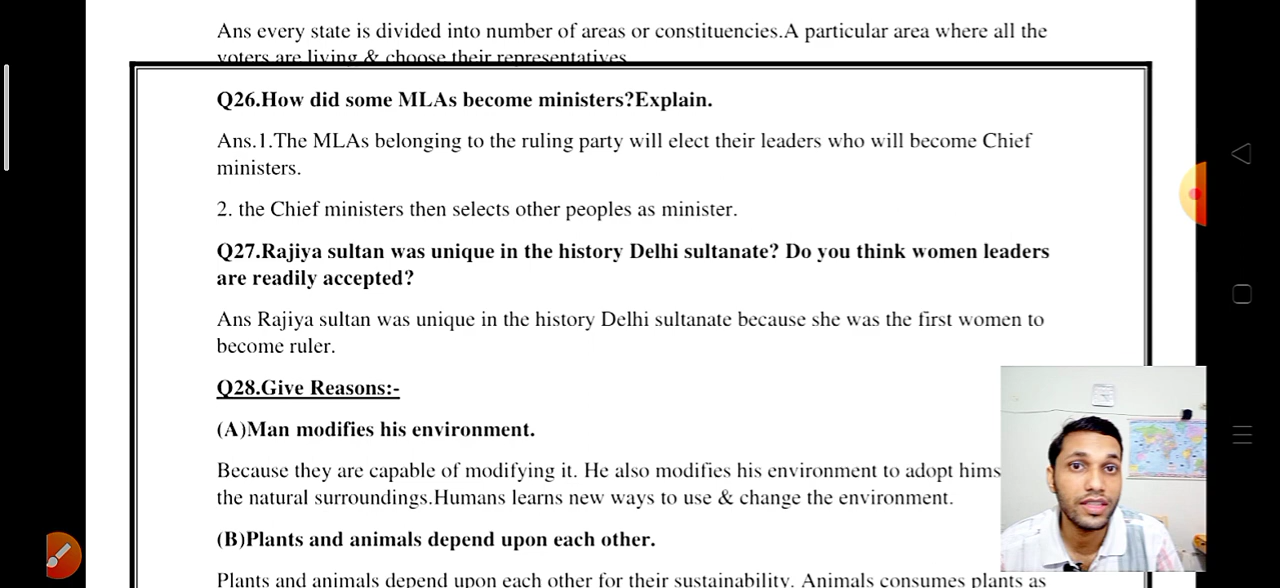 Ans every state is divided into number of areas or constituencies.A particular area where all the
voters are living & choose their representatives
Q26.How did some MLAs become ministers?Explain.
Ans.1.The MLAs belonging to the ruling party will elect their leaders who will become Chief
ministers.
2. the Chief ministers then selects other peoples as minister.
Q27.Rajiya sultan was unique in the history Delhi sultanate? Do you think women leaders
are readily accepted?
Ans Rajiya sultan was unique in the history Delhi sultanate because she was the first women to
become ruler.
Q28.Give Reasons:-
(A)Man modifies his environment.
Because they are capable of modifying it. He also modifies his environment to adopt hims
the natural surroundings.Humans learns new ways to use & change the environment.
(B)Plants and animals depend upon each other.
Plants and animals depend upon each other for their sustainability. Animals consumes plants as